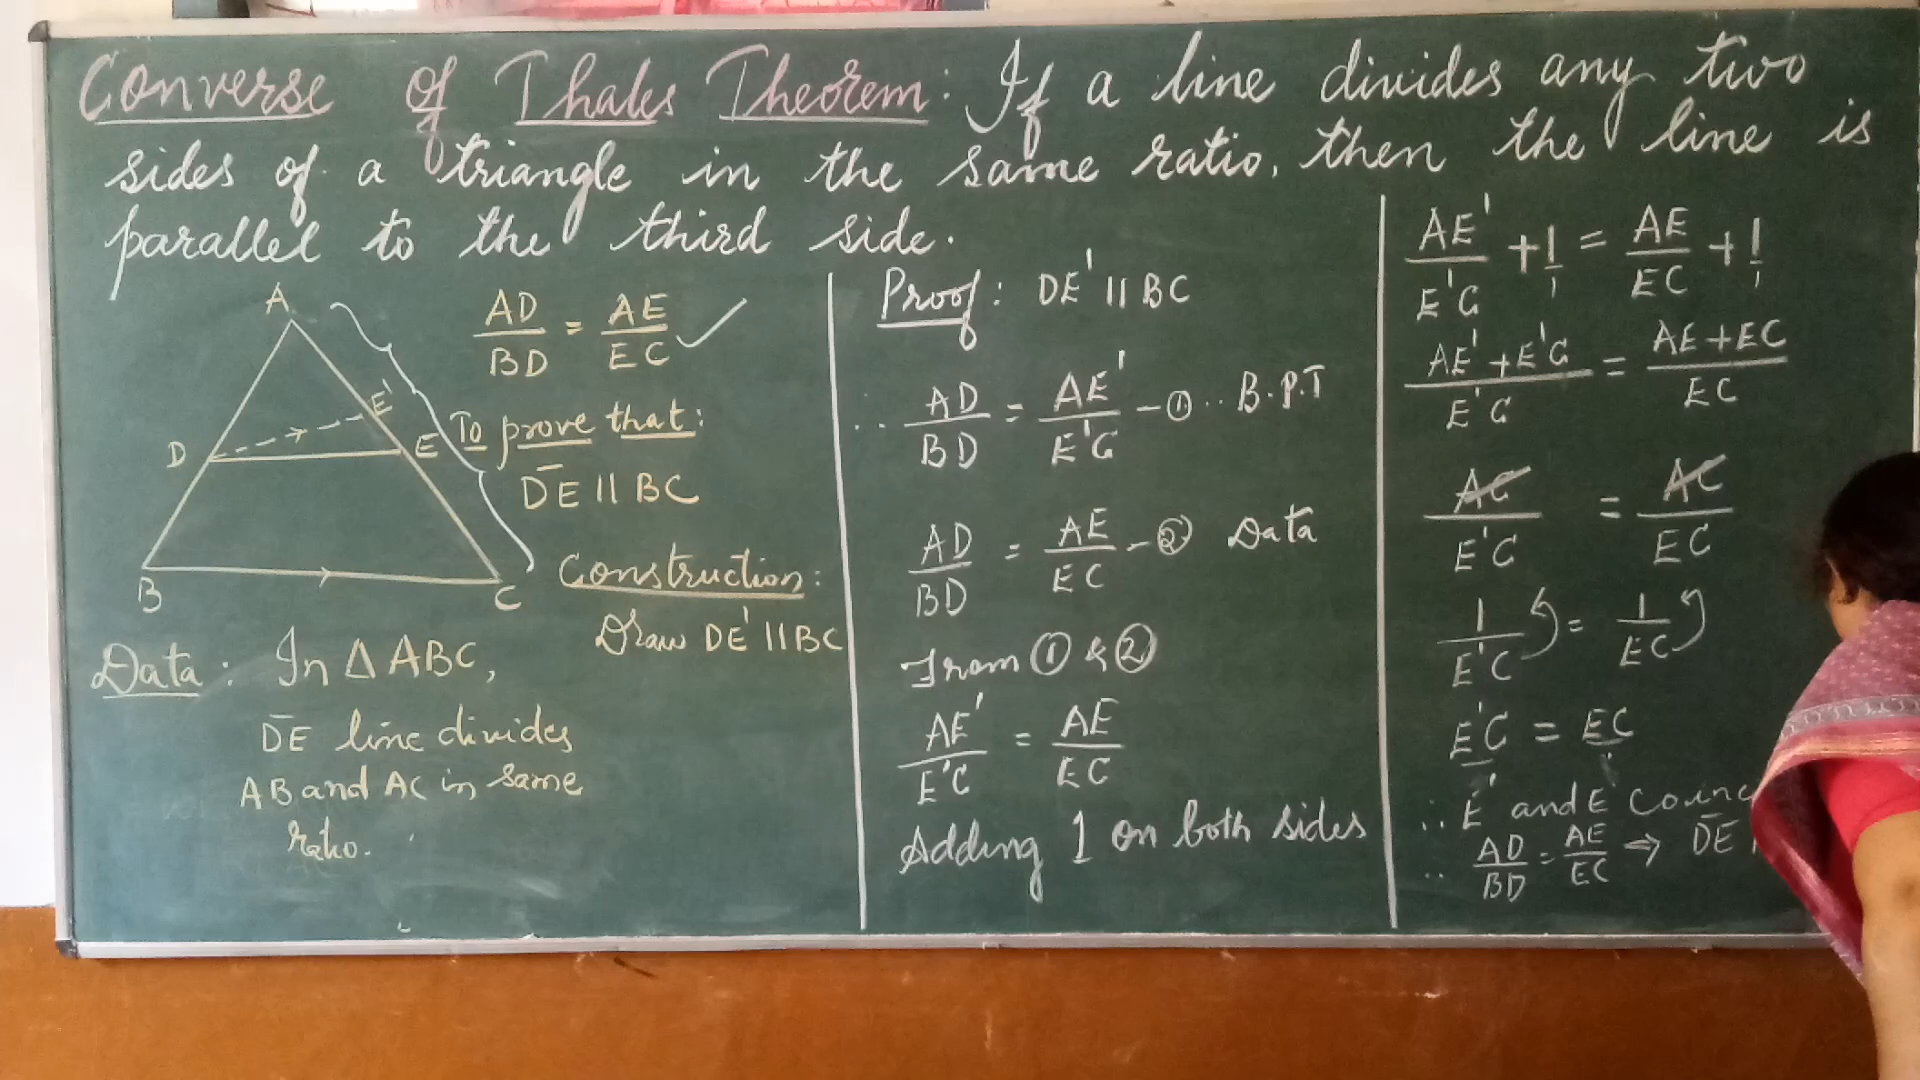 Converse of Thales Theorem: If a line divides any two
sides of a triangle in the same ratio, then the line is
parallel to the third side.
A
D
E'
E
B
C
AD/BD = AE/EC ✓
To prove that:
D̅E̅ || BC
Construction:
Draw DE' || BC
Data: In Δ ABC,
D̅E̅ line divides
AB and AC in same
ratio.
Proof: DE' || BC
∴ AD/BD = AE'/E'C - ① ∵ B.P.T
AD/BD = AE/EC - ② Data
From ① & ②
AE'/E'C = AE/EC
Adding 1 on both sides
AE'/E'C + 1/1 = AE/EC + 1/1
AE' + E'C/E'C = AE + EC/EC
AC/E'C = AC/EC
1/E'C = 1/EC
E'C = EC
∴ E' and E
∴ AD/BD = AE/EC ⇒ D̅E̅